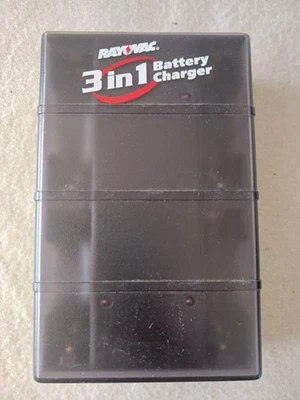 RAYOVAC
3 in 1 Battery
Charger